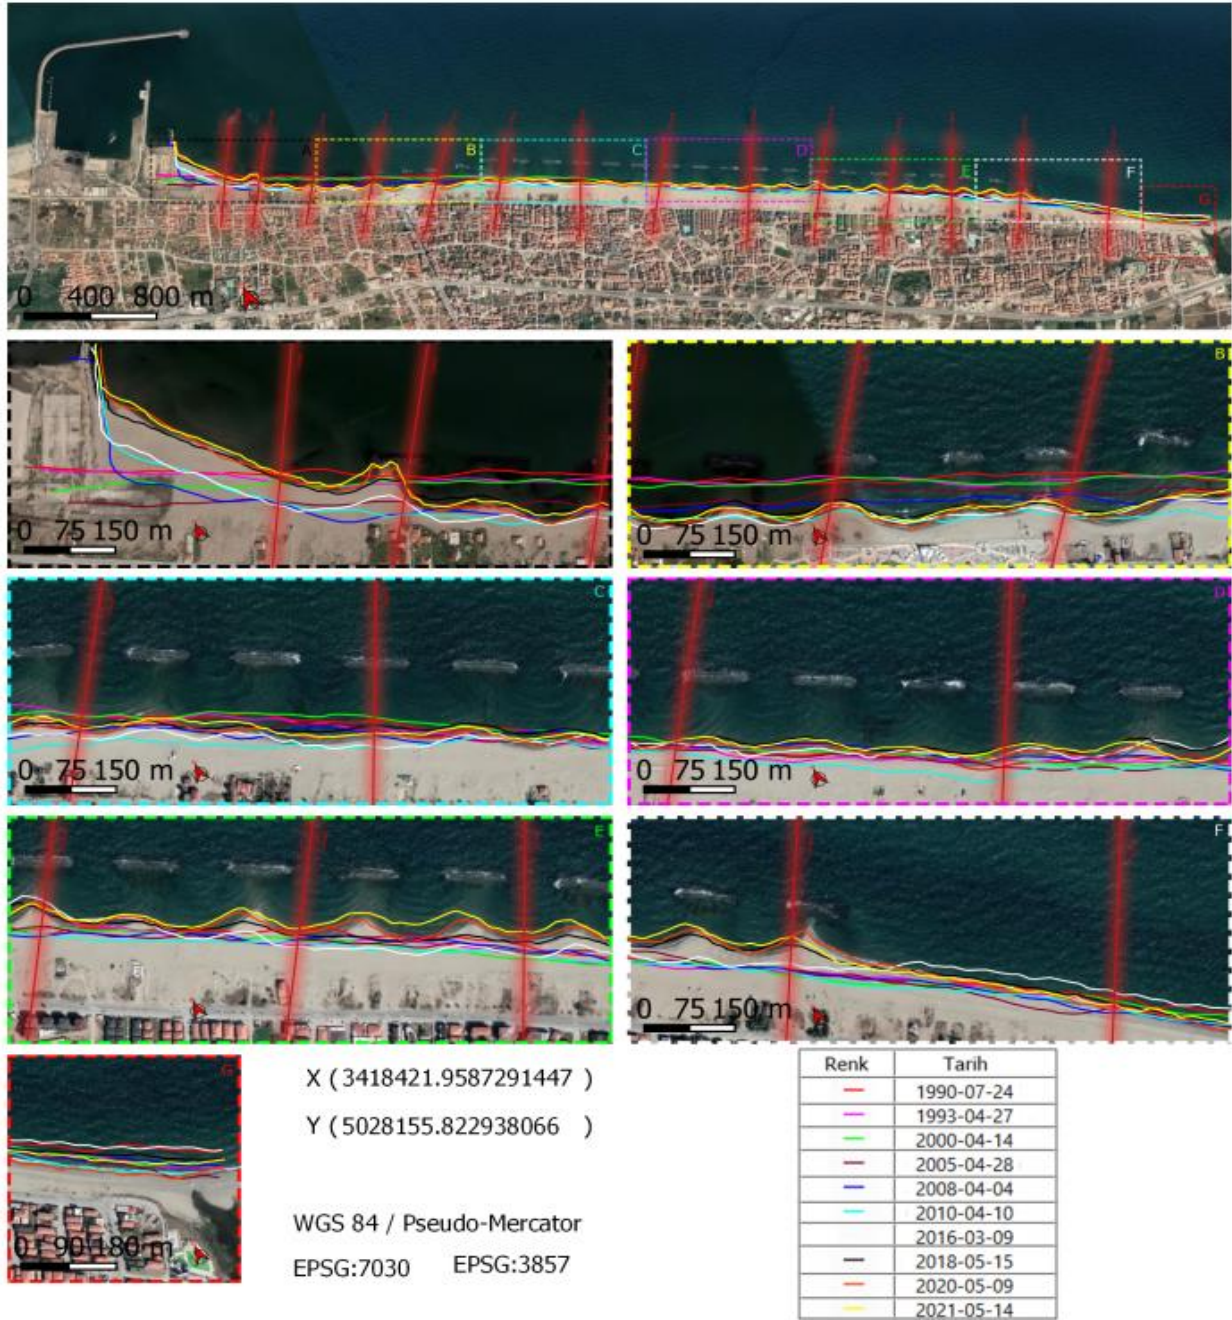 A
B
C
D
E
F
G
0 400 800 m
A
B
0 75 150 m
0 75 150 m
C
D
0 75 150 m
0 75 150 m
E
F
0 75 150 m
0 75 150 m
G
0 90 180 m
X ( 3418421.9587291447 )
Y ( 5028155.822938066 )
WGS 84 / Pseudo-Mercator
EPSG:7030 EPSG:3857
Renk Tarih
1990-07-24
1993-04-27
2000-04-14
2005-04-28
2008-04-04
2010-04-10
2016-03-09
2018-05-15
2020-05-09
2021-05-14